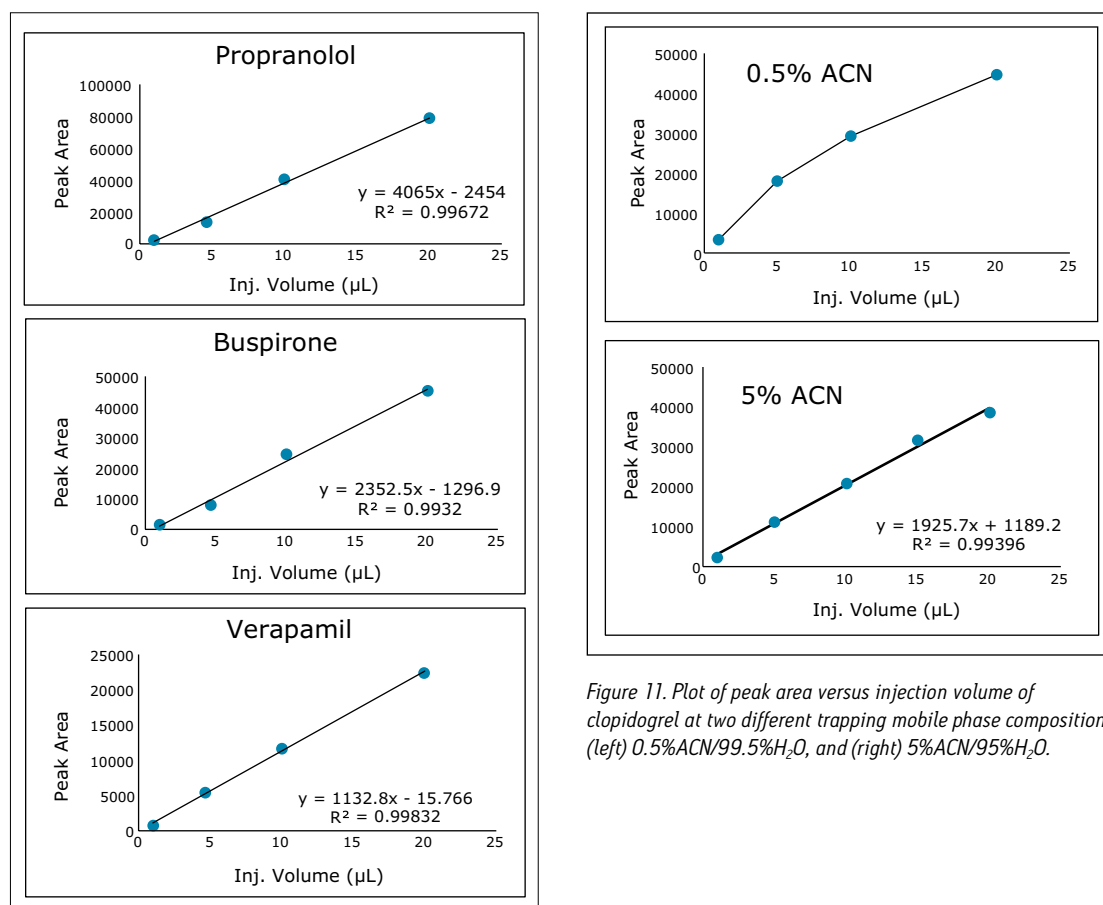 Propranolol
100000
80000
60000
40000
20000
0
Peak Area
y = 4065x - 2454
R² = 0.99672
0 5 10 15 20 25
Inj. Volume (µL)
Buspirone
50000
40000
30000
20000
10000
0
Peak Area
y = 2352.5x - 1296.9
R² = 0.9932
0 5 10 15 20 25
Inj. Volume (µL)
Verapamil
25000
20000
15000
10000
5000
0
Peak Area
y = 1132.8x - 15.766
R² = 0.99832
0 5 10 15 20 25
Inj. Volume (µL)
0.5% ACN
50000
40000
30000
20000
10000
0
Peak Area
0 5 10 15 20 25
Inj. Volume (µL)
5% ACN
50000
40000
30000
20000
10000
0
Peak Area
y = 1925.7x + 1189.2
R² = 0.99396
0 5 10 15 20 25
Inj. Volume (µL)
Figure 11. Plot of peak area versus injection volume of
clopidogrel at two different trapping mobile phase composition
(left) 0.5%ACN/99.5%H₂O, and (right) 5%ACN/95%H₂O.